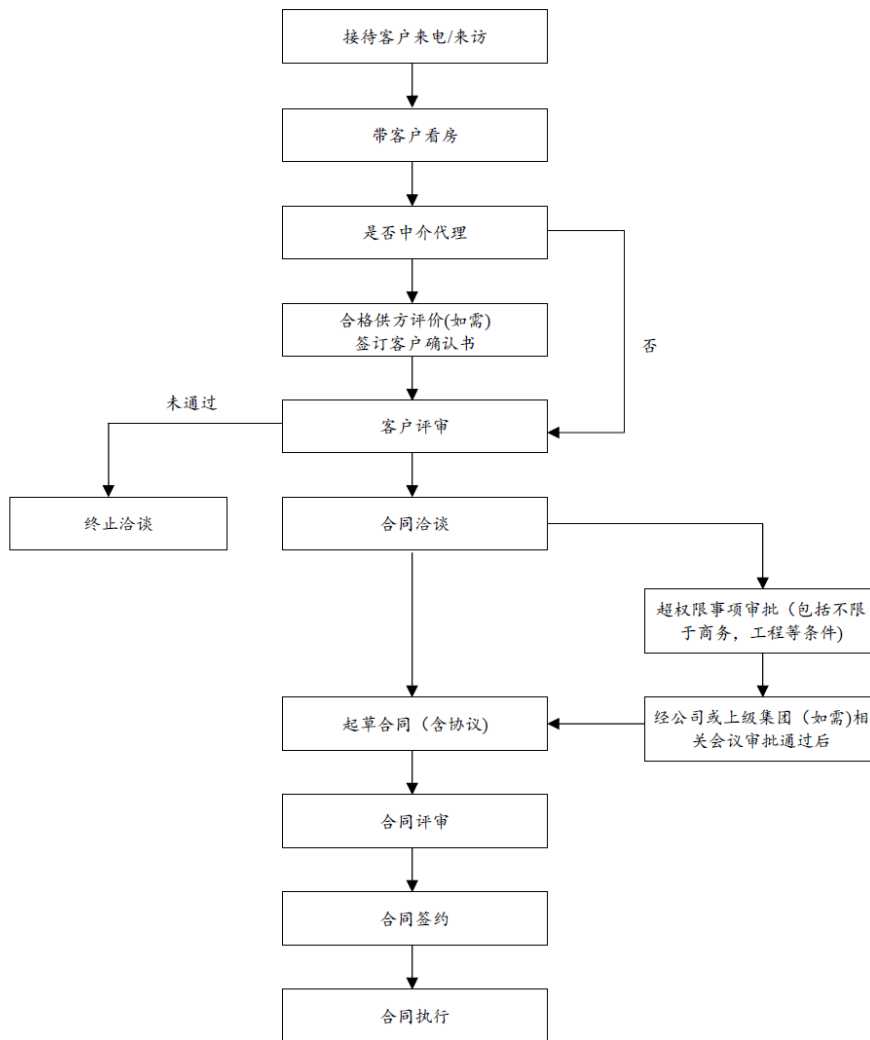 接待客户来电/来访
带客户看房
是否中介代理
合格供方评价(如需)
签订客户确认书
否
未通过
客户评审
终止洽谈
合同洽谈
超权限事项审批（包括不限
于商务，工程等条件)
起草合同（含协议)
经公司或上级集团（如需)相
关会议审批通过后
合同评审
合同签约
合同执行